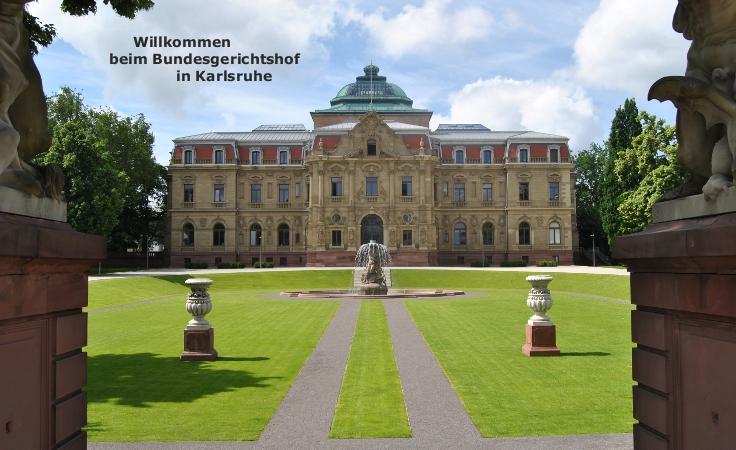 Willkommen
beim Bundesgerichtshof
in Karlsruhe